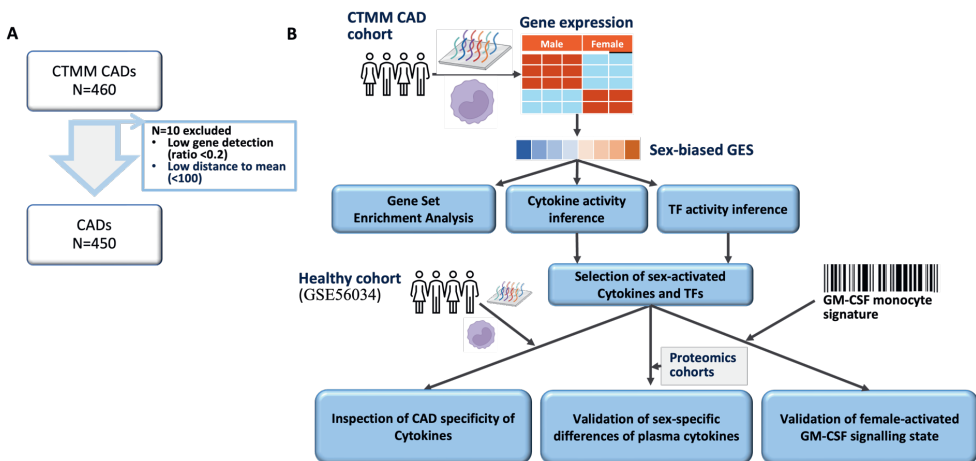 A
CTMM CADs
N=460
N=10 excluded
• Low gene detection
(ratio <0.2)
• Low distance to mean
(<100)
CADs
N=450
B
CTMM CAD
cohort
Gene expression
Male Female
Sex-biased GES
Gene Set
Enrichment Analysis
Cytokine activity
inference
TF activity inference
Selection of sex-activated
Cytokines and TFs
Healthy cohort
(GSE56034)
GM-CSF monocyte
signature
Proteomics
cohorts
Inspection of CAD specificity of
Cytokines
Validation of sex-specific
differences of plasma cytokines
Validation of female-activated
GM-CSF signalling state